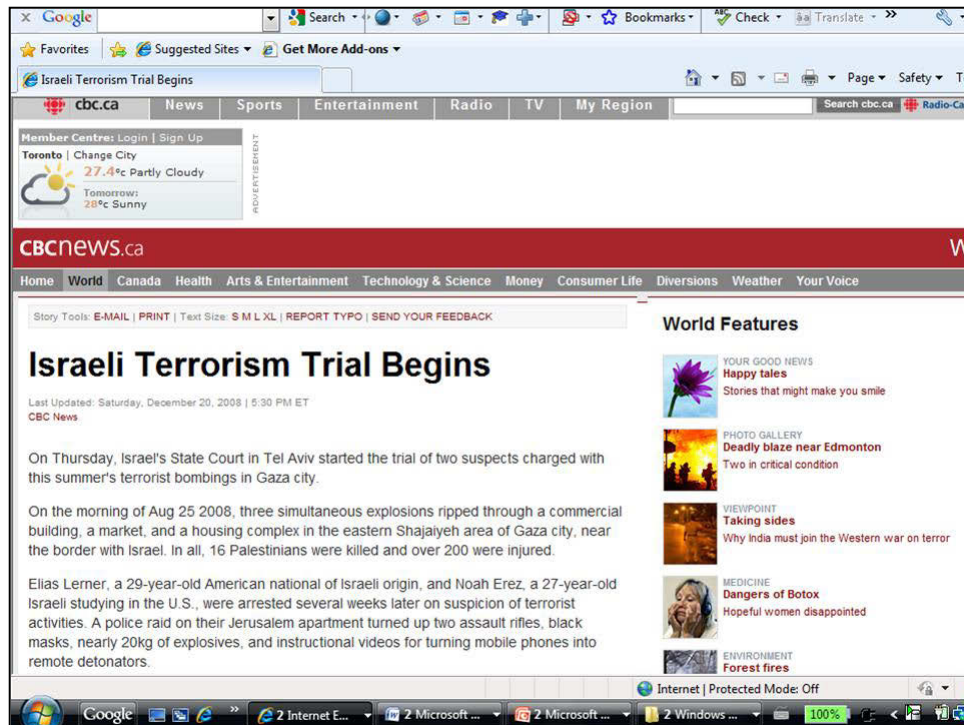 x Google Search Bookmarks Check Translate »
Favorites Suggested Sites Get More Add-ons
Israeli Terrorism Trial Begins Page Safety T
cbc.ca News Sports Entertainment Radio TV My Region Search cbc.ca Radio-Ca
Member Centre: Login | Sign Up
Toronto | Change City
27.4°c Partly Cloudy
Tomorrow:
28°c Sunny
ADVERTISEMENT
CBCnews.ca W
Home World Canada Health Arts & Entertainment Technology & Science Money Consumer Life Diversions Weather Your Voice
Story Tools: E-MAIL | PRINT | Text Size: S M L XL | REPORT TYPO | SEND YOUR FEEDBACK
Israeli Terrorism Trial Begins
Last Updated: Saturday, December 20, 2008 | 5:30 PM ET
CBC News
On Thursday, Israel's State Court in Tel Aviv started the trial of two suspects charged with
this summer's terrorist bombings in Gaza city.
On the morning of Aug 25 2008, three simultaneous explosions ripped through a commercial
building, a market, and a housing complex in the eastern Shajaiyeh area of Gaza city, near
the border with Israel. In all, 16 Palestinians were killed and over 200 were injured.
Elias Lerner, a 29-year-old American national of Israeli origin, and Noah Erez, a 27-year-old
Israeli studying in the U.S., were arrested several weeks later on suspicion of terrorist
activities. A police raid on their Jerusalem apartment turned up two assault rifles, black
masks, nearly 20kg of explosives, and instructional videos for turning mobile phones into
remote detonators.
World Features
YOUR GOOD NEWS
Happy tales
Stories that might make you smile
PHOTO GALLERY
Deadly blaze near Edmonton
Two in critical condition
VIEWPOINT
Taking sides
Why India must join the Western war on terror
MEDICINE
Dangers of Botox
Hopeful women disappointed
ENVIRONMENT
Forest fires
Internet | Protected Mode: Off
Google » 2 Internet E... 2 Microsoft ... 2 Microsoft ... 2 Windows ... 100% <